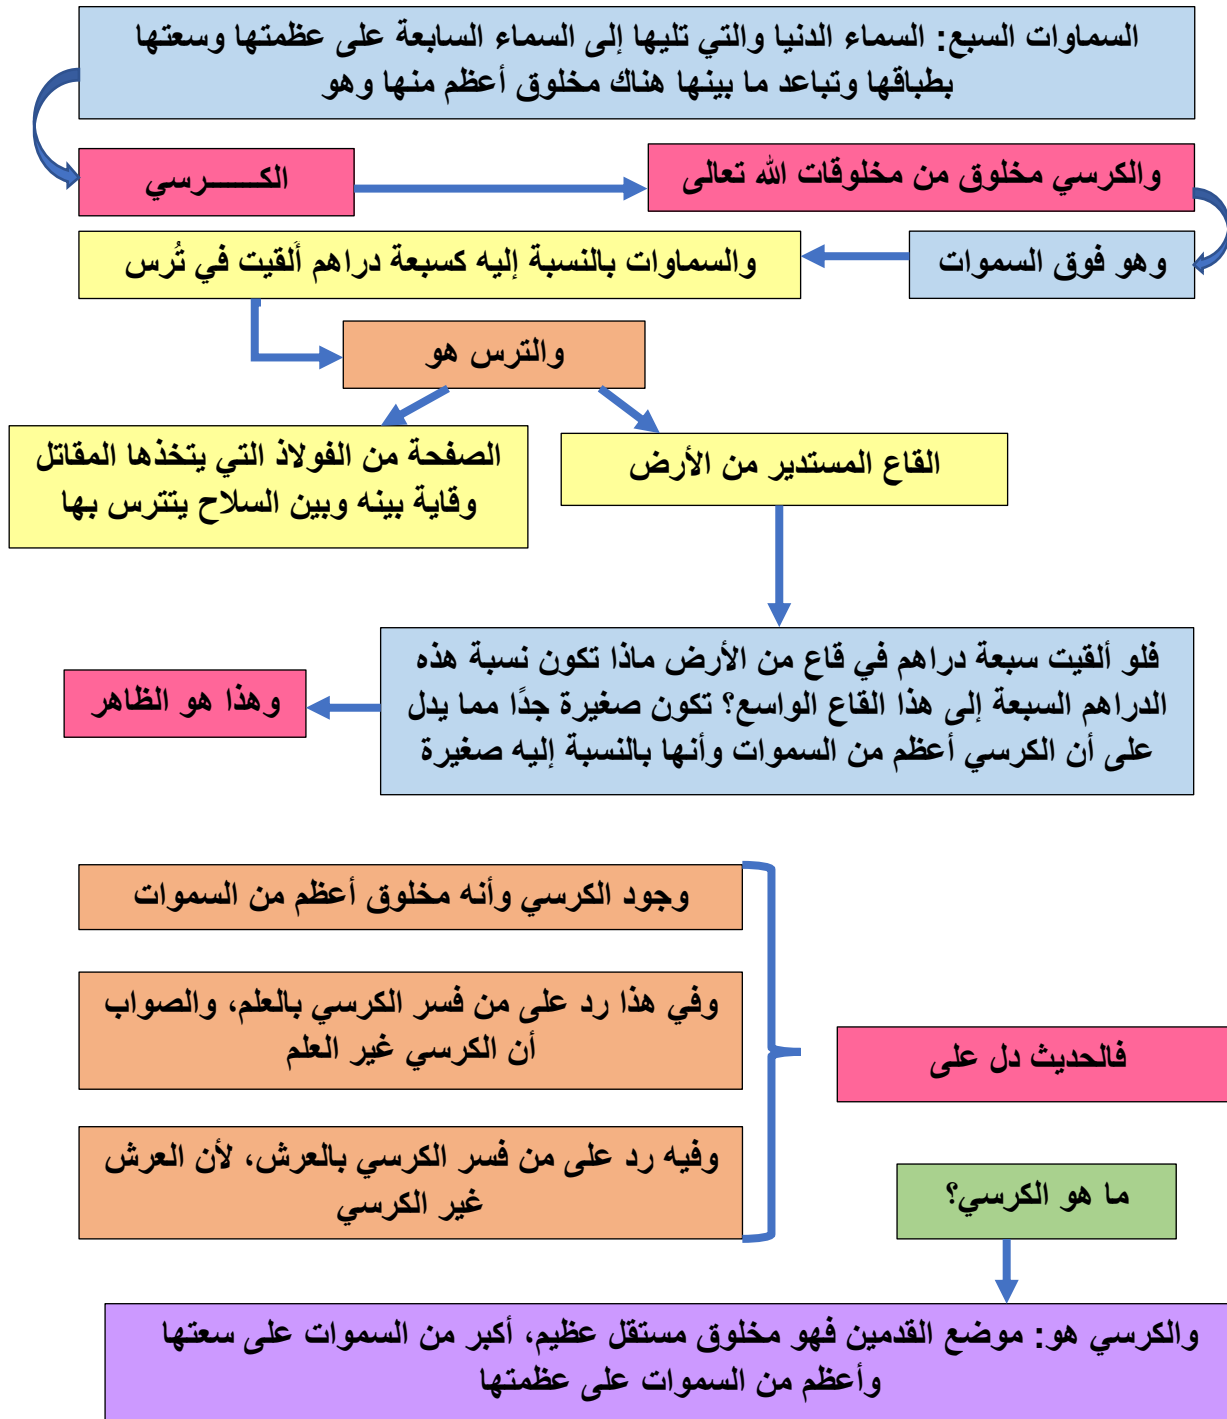 السماوات السبع: السماء الدنيا والتي تليها إلى السماء السابعة على عظمتها وسعتها
بطباقها وتباعد ما بينها هناك مخلوق أعظم منها وهو
الكــــــرسي
والكرسي مخلوق من مخلوقات الله تعالى
وهو فوق السموات
والسماوات بالنسبة إليه كسبعة دراهم أُلقيت في تُرس
والترس هو
القاع المستدير من الأرض
الصفحة من الفولاذ التي يتخذها المقاتل
وقاية بينه وبين السلاح يتترس بها
فلو ألقيت سبعة دراهم في قاع من الأرض ماذا تكون نسبة هذه
الدراهم السبعة إلى هذا القاع الواسع؟ تكون صغيرة جدًا مما يدل
على أن الكرسي أعظم من السموات وأنها بالنسبة إليه صغيرة
وهذا هو الظاهر
فالحديث دل على
وجود الكرسي وأنه مخلوق أعظم من السموات
وفي هذا رد على من فسر الكرسي بالعلم، والصواب
أن الكرسي غير العلم
وفيه رد على من فسر الكرسي بالعرش، لأن العرش
غير الكرسي
ما هو الكرسي؟
والكرسي هو: موضع القدمين فهو مخلوق مستقل عظيم، أكبر من السموات على سعتها
وأعظم من السموات على عظمتها